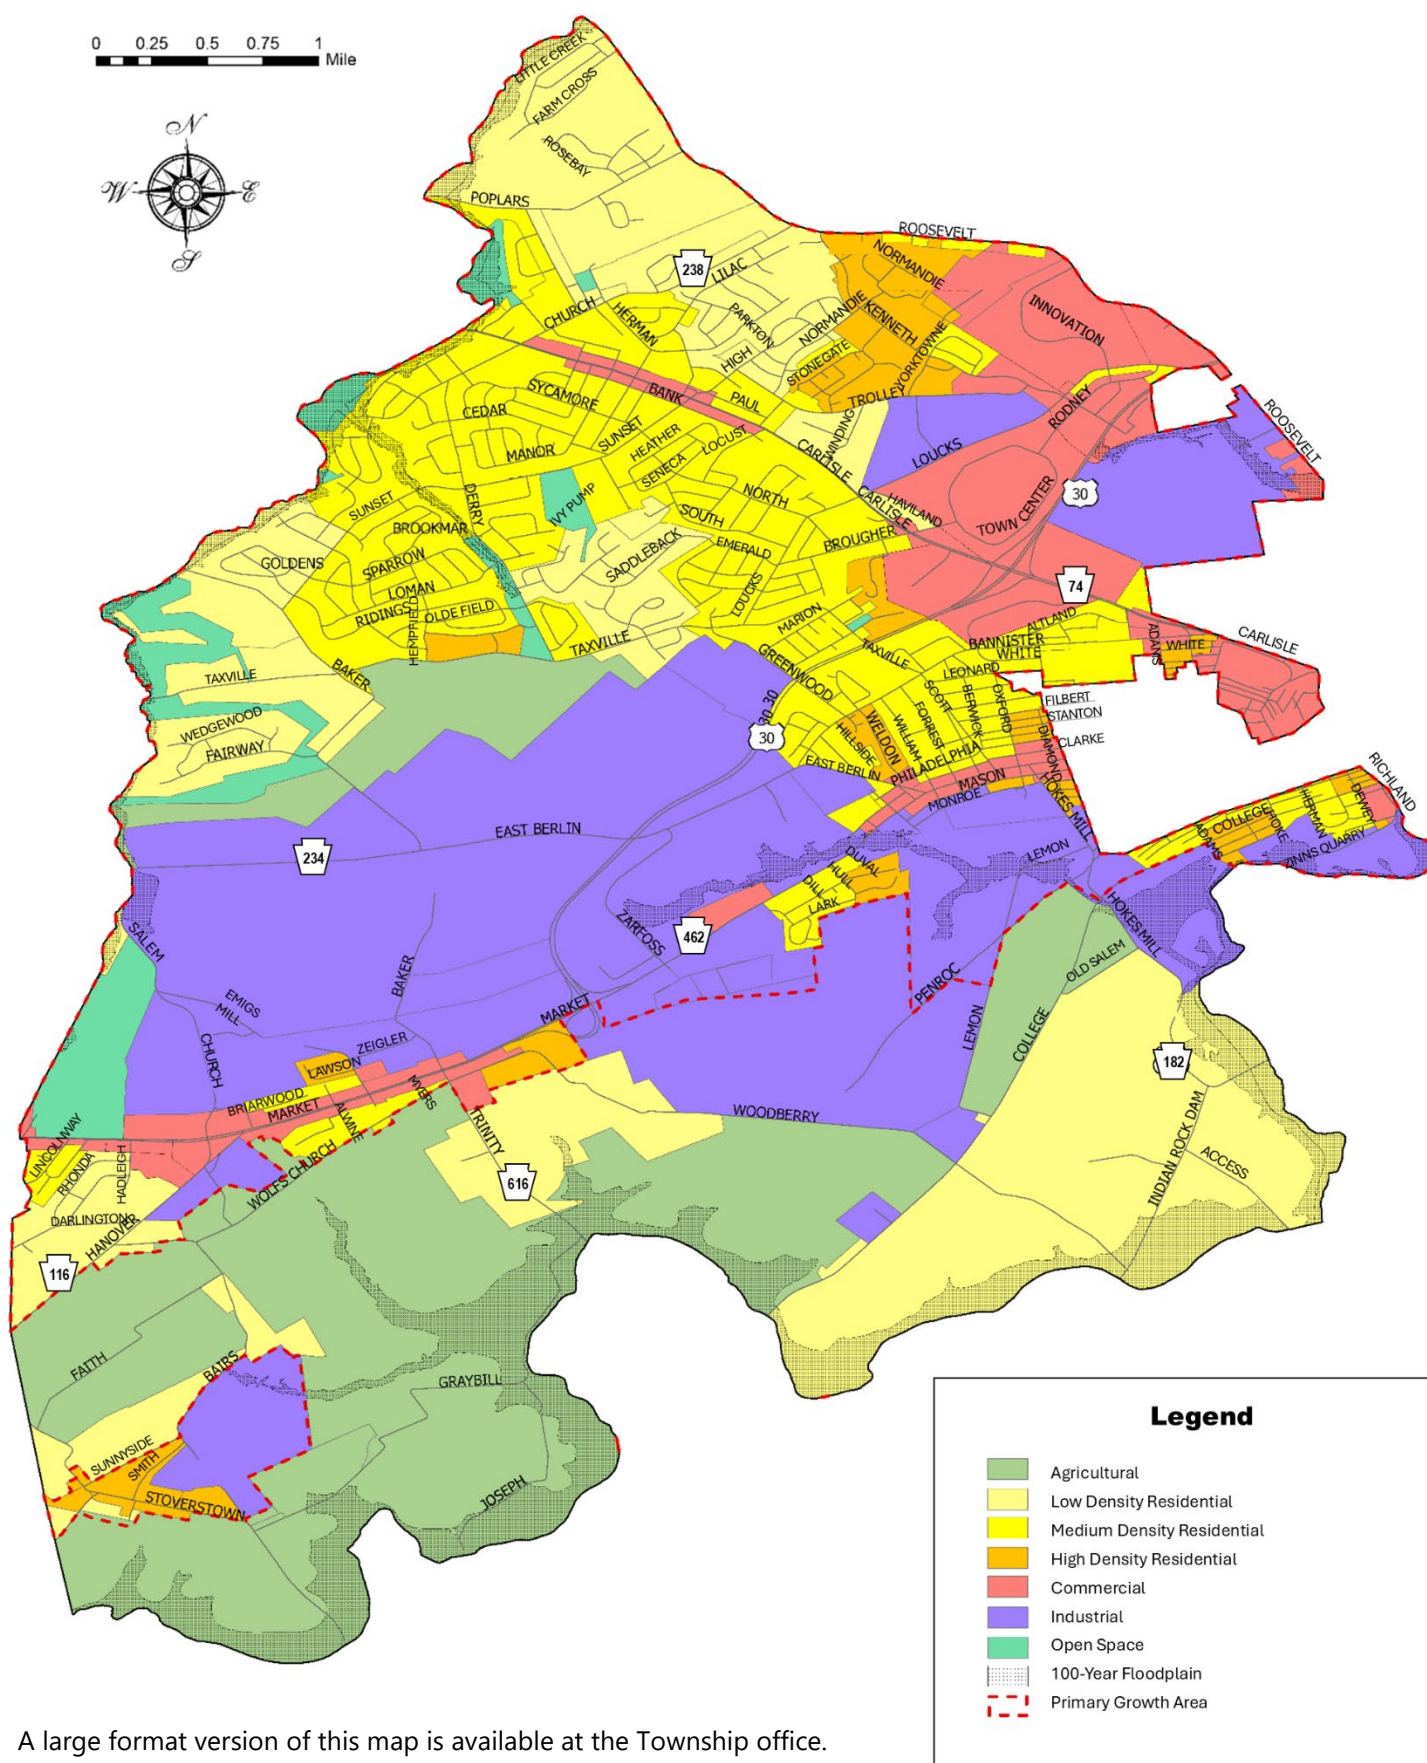 0 0.25 0.5 0.75 1
Mile
N
W E
S
LITTLE CREEK
FARM CROSS
ROSEBAY
POPLARS
ROOSEVELT
NORMANDIE
238
LILAC
INNOVATION
CHURCH
HERMAN
PARKTON
NORMANDIE
KENNETH
HIGH
STONEGATE
YORKTOWNE
TROLLEY
RODNEY
ROOSEVELT
SYCAMORE
BANK
PAUL
CEDAR
WINDING
SUNSET
HEATHER
LOCUST
CARLISLE
LOUCKS
MANOR
SENECA
NORTH
CARLISLE
HAVILAND
TOWN CENTER
30
SUNSET
DERRY
IVY PUMP
SOUTH
BROOKMAR
SADDLEBACK
EMERALD
BROUGHER
GOLDENS
SPARROW
LOMAN
LOUCKS
74
RIDINGS
HEMPFIELD
OLDE FIELD
MARION
ALTLAND
BANNISTER
WHITE
ADAMS
WHITE
CARLISLE
TAXVILLE
TAXVILLE
GREENWOOD
LEONARD
TAXVILLE
BAKER
SCOTT
BERWICK
OXFORD
FILBERT
STANTON
30 30
WEDGEWOOD
FAIRWAY
30
HILLSIDE
WELDON
WILLIAM
FORREST
DIAMOND
CLARKE
EAST BERLIN
PHILADELPHIA
MASON
MONROE
HOKES MILL
RICHLAND
DEWEY
HERMAN
COLLEGE
HOKE
ADAMS
ZINNS QUARRY
EAST BERLIN
234
LEMON
DUVAL
HULL
DILL
LARK
HOKES MILL
ZARFOSS
462
SALEM
OLD SALEM
BAKER
PENROC
EMIGS
MILL
MARKET
LEMON
COLLEGE
CHURCH
ZEIGLER
LAWSON
182
BRIARWOOD
MARKET
ALWINE
MYERS
TRINITY
WOODBERRY
INDIAN ROCK DAM
ACCESS
LINCOLNWAY
RHONDA
HADLEIGH
WOLFS CHURCH
616
DARLINGTON
HANOVER
116
FAITH
BAIRS
GRAYBILL
SUNNYSIDE
SMITH
STOVERSTOWN
JOSEPH
Legend
Agricultural
Low Density Residential
Medium Density Residential
High Density Residential
Commercial
Industrial
Open Space
100-Year Floodplain
Primary Growth Area
A large format version of this map is available at the Township office.